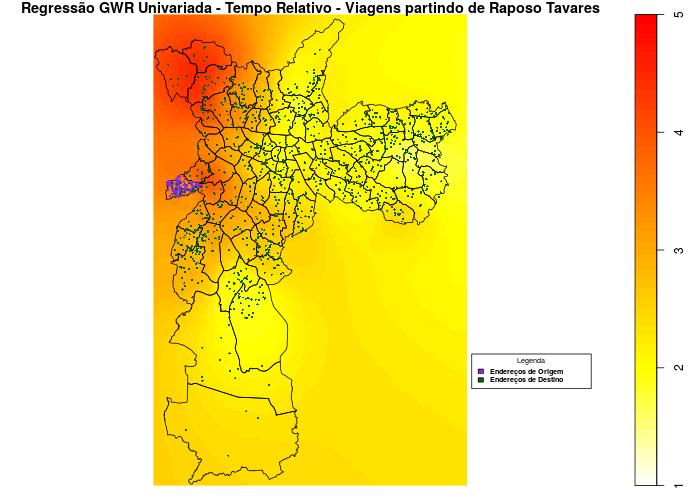 Regressão GWR Univariada - Tempo Relativo - Viagens partindo de Raposo Tavares
5
4
3
2
1
Legenda
Endereços de Origem
Endereços de Destino